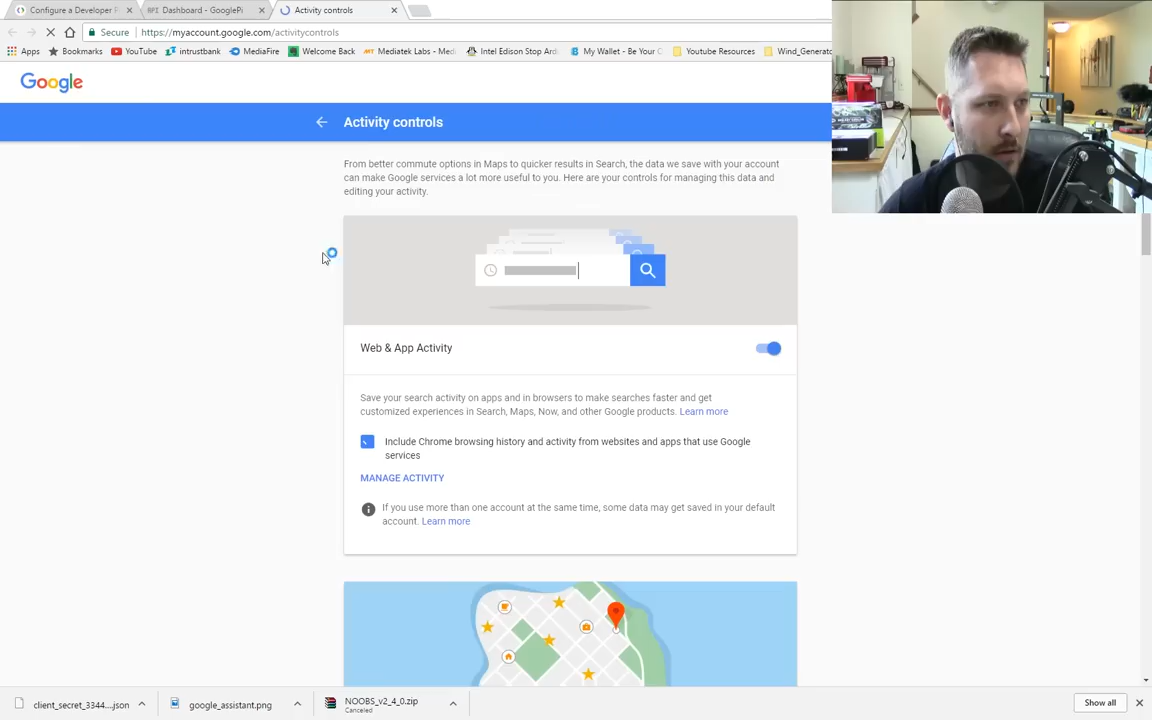 Configure a Developer P
RPI Dashboard - GooglePi
Activity controls
Secure
https://myaccount.google.com/activitycontrols
Apps
Bookmarks
YouTube
intrustbank
MediaFire
Welcome Back
Mediatek Labs - Med
Intel Edison Stop Ard
My Wallet - Be Your C
Youtube Resources
Wind_Generato
Google
Activity controls
From better commute options in Maps to quicker results in Search, the data we save with your account
can make Google services a lot more useful to you. Here are your controls for managing this data and
editing your activity.
Web & App Activity
Save your search activity on apps and in browsers to make searches faster and get
customized experiences in Search, Maps, Now, and other Google products. Learn more
Include Chrome browsing history and activity from websites and apps that use Google
services
MANAGE ACTIVITY
If you use more than one account at the same time, some data may get saved in your default
account. Learn more
client_secret_3344....json
google_assistant.png
NOOBS_v2_4_0.zip
Canceled
Show all